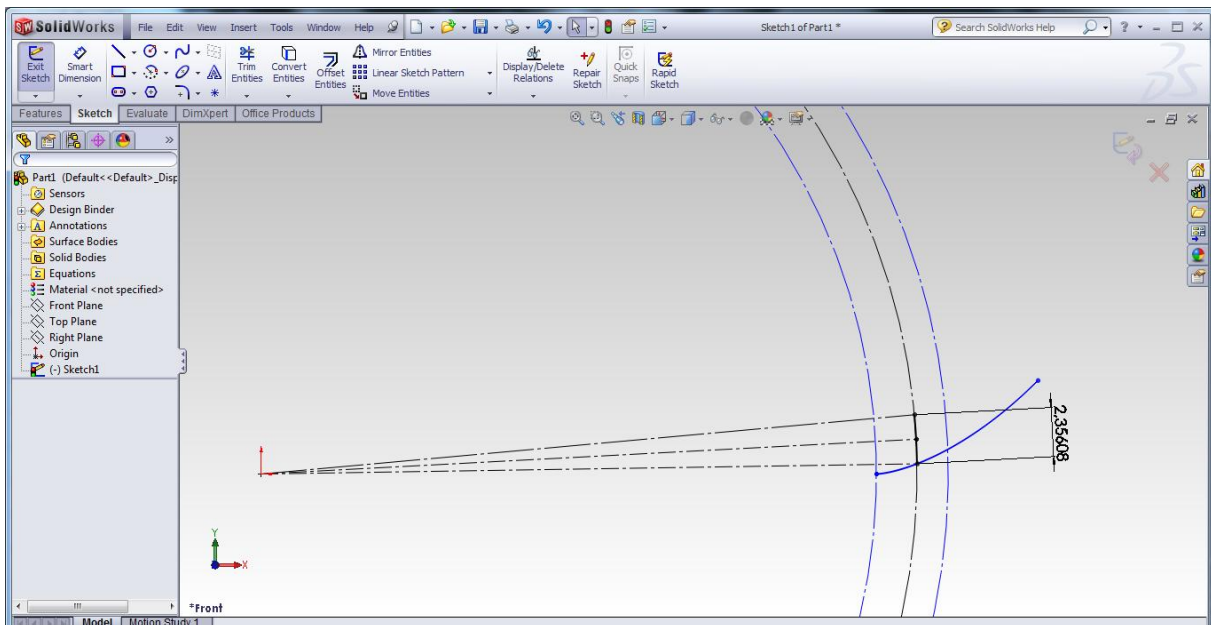 SolidWorks File Edit View Insert Tools Window Help Sketch1 of Part1 * Search SolidWorks Help ?
Exit Sketch
Smart Dimension
Trim Entities
Convert Entities
Offset Entities
Mirror Entities
Linear Sketch Pattern
Move Entities
Display/Delete Relations
Repair Sketch
Quick Snaps
Rapid Sketch
Features Sketch Evaluate DimXpert Office Products
Part1 (Default<<Default>_Disp
Sensors
Design Binder
Annotations
Surface Bodies
Solid Bodies
Equations
Material <not specified>
Front Plane
Top Plane
Right Plane
Origin
(-) Sketch1
2,35608
Y
X
*Front
Model Motion Study 1